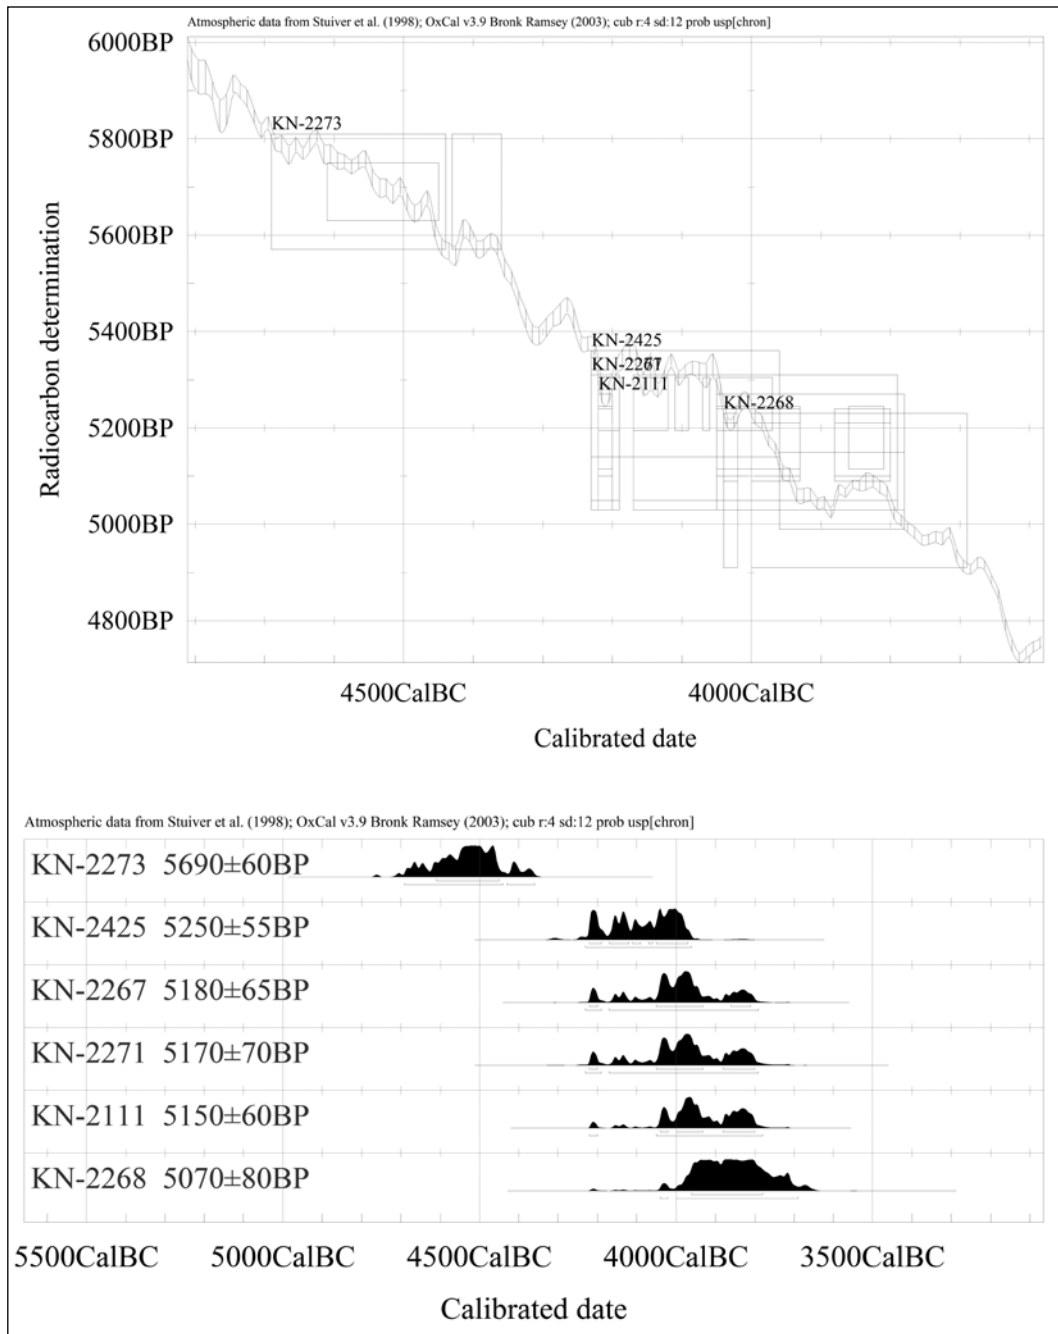 Atmospheric data from Stuiver et al. (1998); OxCal v3.9 Bronk Ramsey (2003); cub r:4 sd:12 prob usp[chron]
6000BP
KN-2273
5800BP
5600BP
5400BP
KN-2425
KN-2111
KN-2268
5200BP
5000BP
4800BP
Radiocarbon determination
4500CalBC 4000CalBC
Calibrated date
Atmospheric data from Stuiver et al. (1998); OxCal v3.9 Bronk Ramsey (2003); cub r:4 sd:12 prob usp[chron]
KN-2273 5690±60BP
KN-2425 5250±55BP
KN-2267 5180±65BP
KN-2271 5170±70BP
KN-2111 5150±60BP
KN-2268 5070±80BP
5500CalBC 5000CalBC 4500CalBC 4000CalBC 3500CalBC
Calibrated date